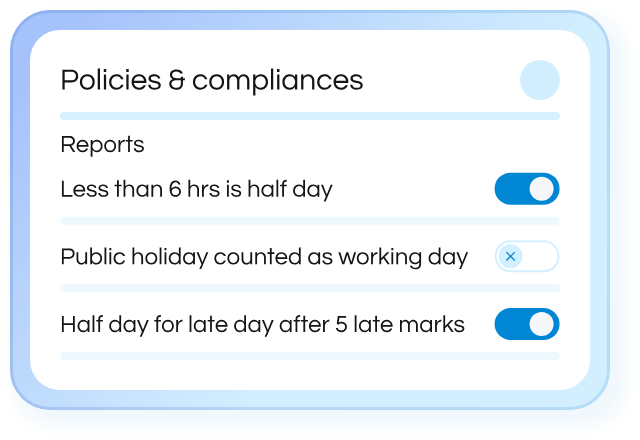 Policies & compliances
Reports
Less than 6 hrs is half day
Public holiday counted as working day
Half day for late day after 5 late marks